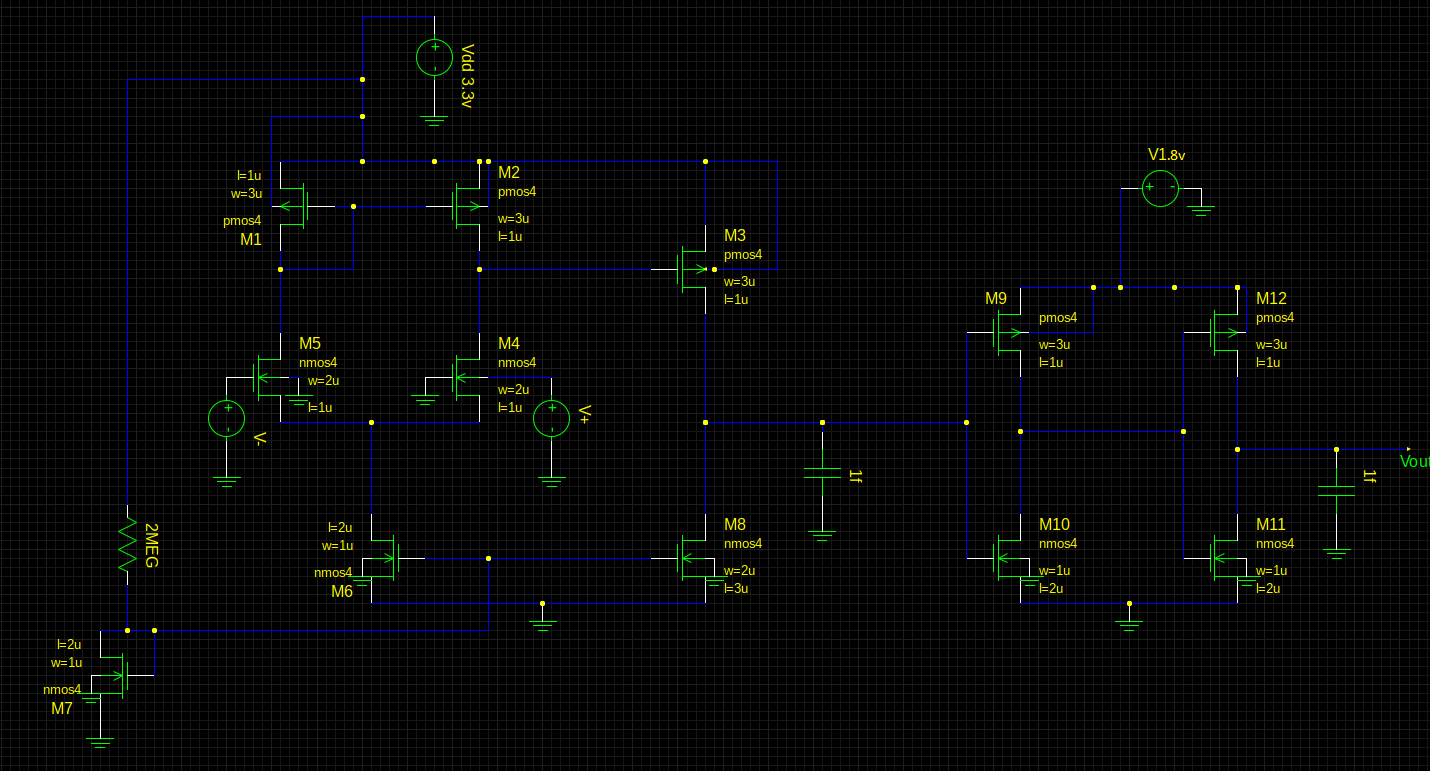 Vdd 3.3v
V1.8v
l=1u
w=3u
pmos4
M1
M2
pmos4
w=3u
l=1u
M3
pmos4
w=3u
l=1u
M9
pmos4
w=3u
l=1u
M12
pmos4
w=3u
l=1u
M5
nmos4
w=2u
l=1u
M4
nmos4
w=2u
l=1u
V-
V+
1f
1f
Vout
2MEG
l=2u
w=1u
nmos4
M6
M8
nmos4
w=2u
l=3u
M10
nmos4
w=1u
l=2u
M11
nmos4
w=1u
l=2u
l=2u
w=1u
nmos4
M7